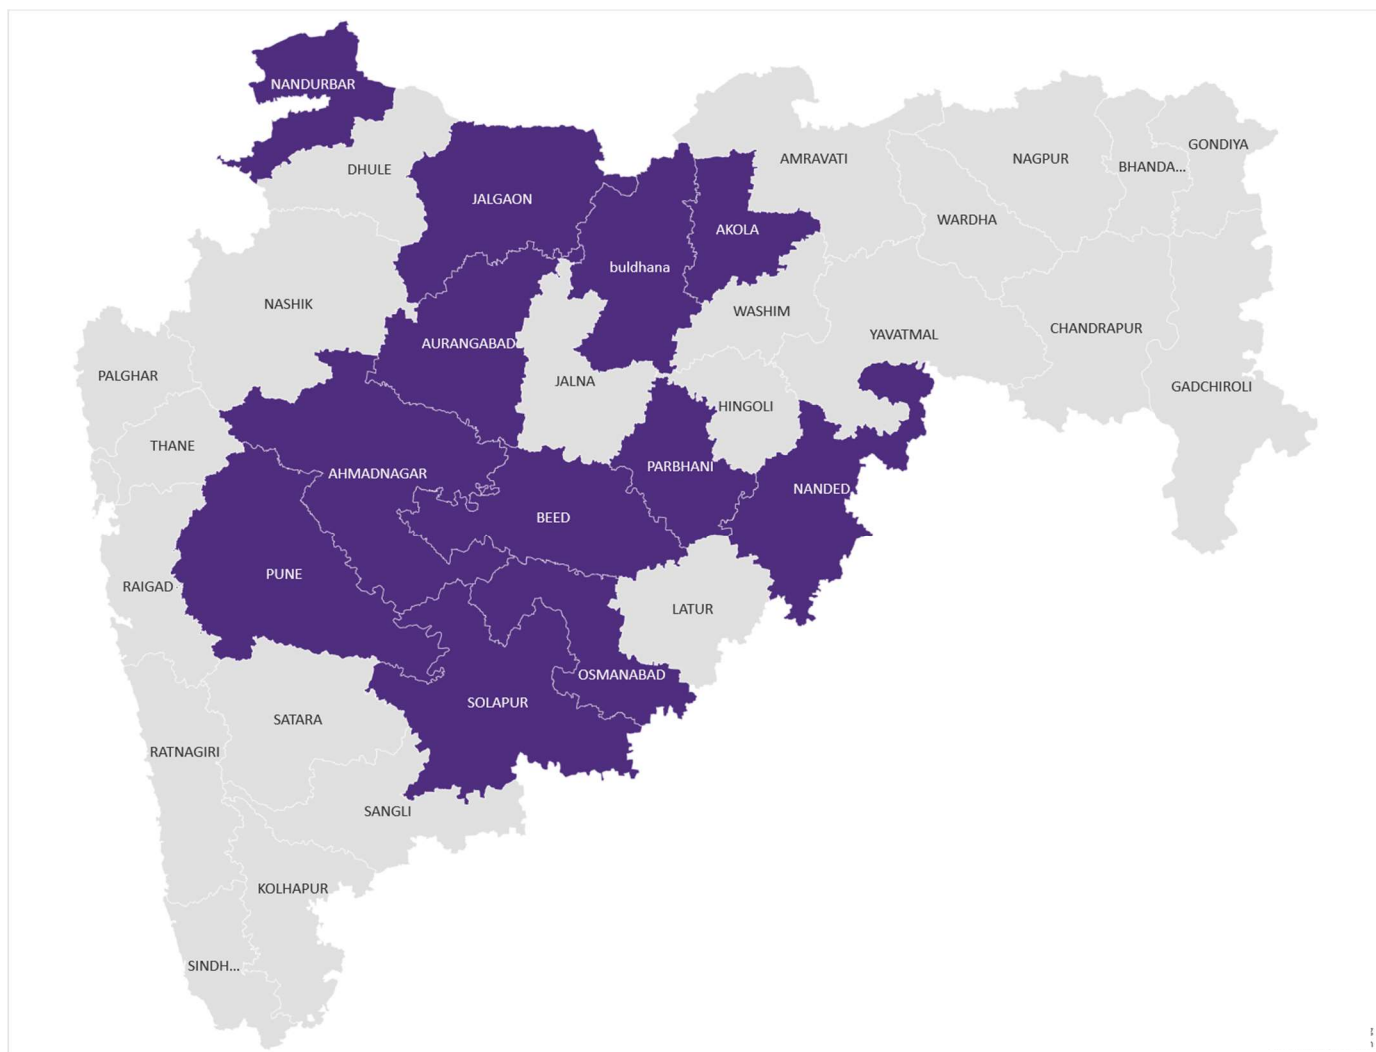 NANDURBAR
DHULE
JALGAON
buldhana
AKOLA
AMRAVATI
NAGPUR
BHANDA...
GONDIYA
WARDHA
NASHIK
AURANGABAD
JALNA
WASHIM
YAVATMAL
CHANDRAPUR
GADCHIROLI
PALGHAR
THANE
AHMADNAGAR
HINGOLI
PARBHANI
NANDED
BEED
PUNE
RAIGAD
LATUR
OSMANABAD
SOLAPUR
SATARA
RATNAGIRI
SANGLI
KOLHAPUR
SINDH...